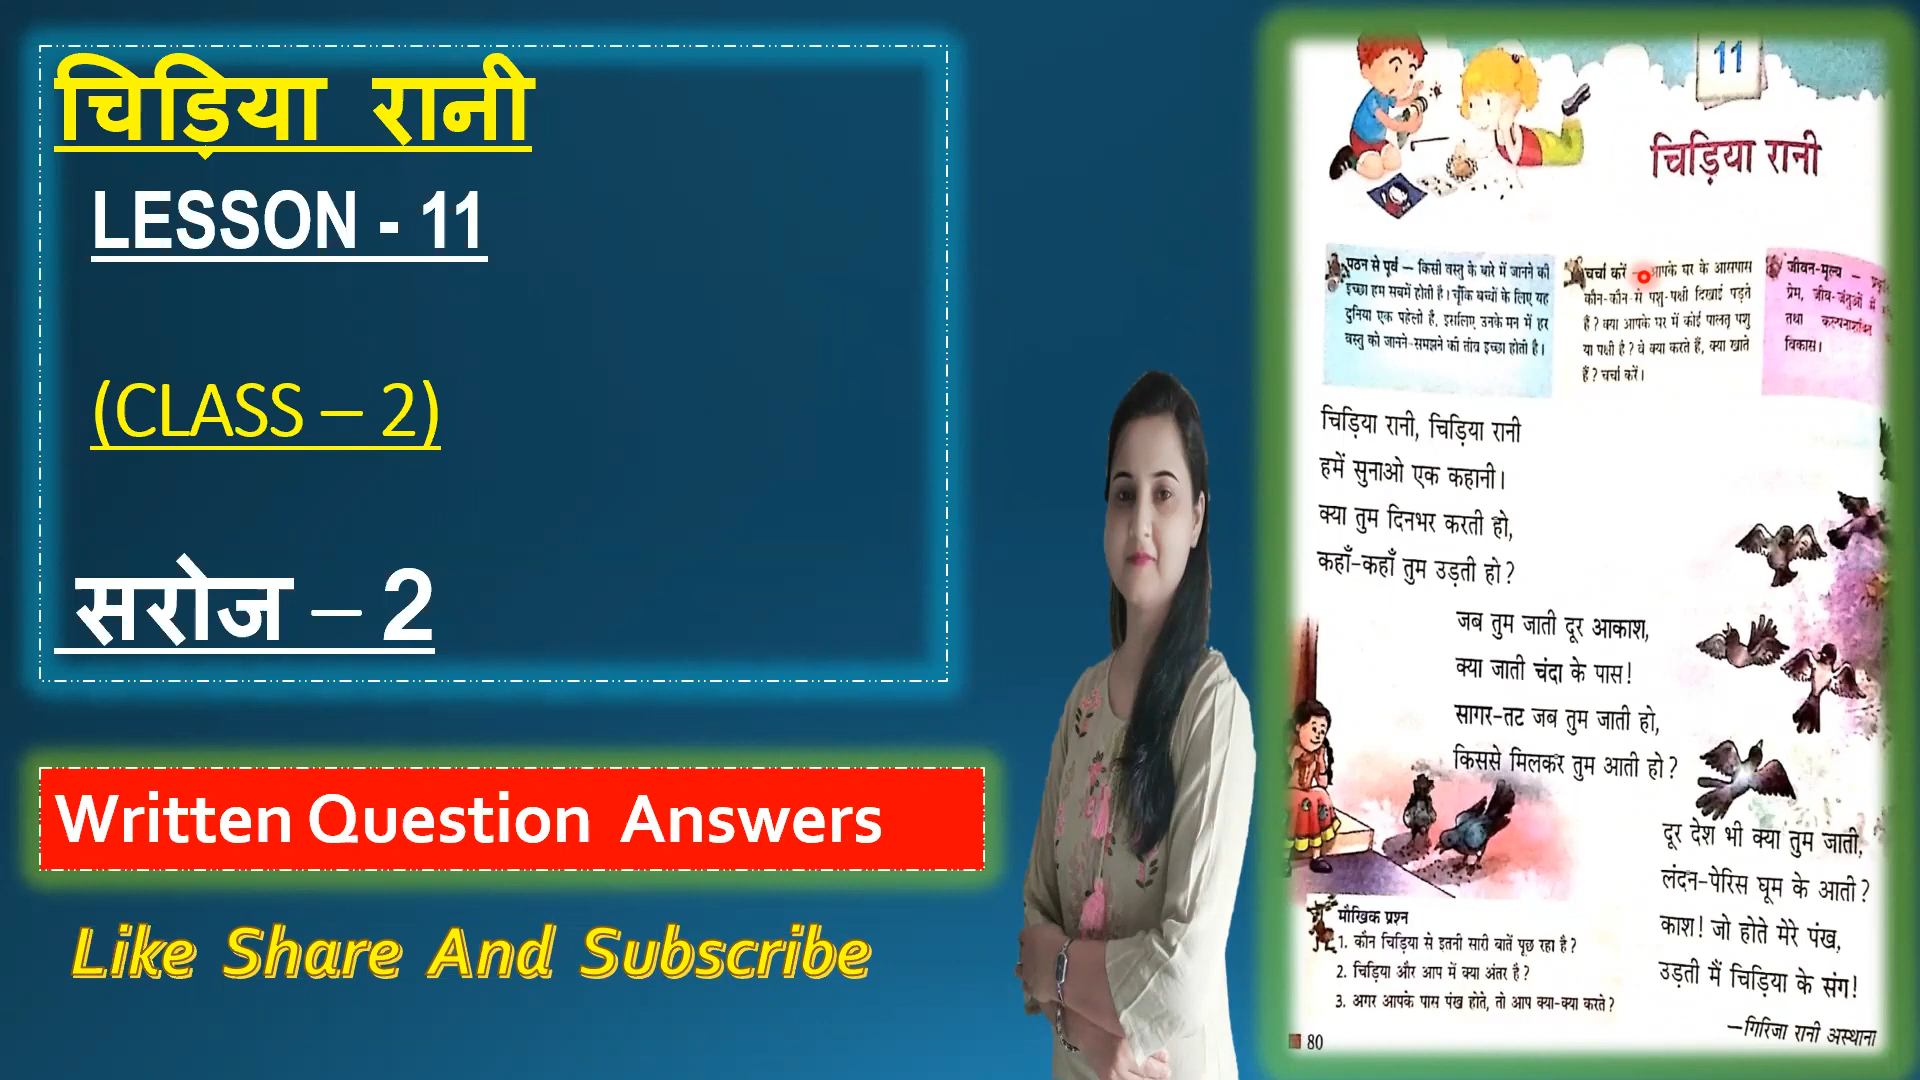 चिड़िया रानी
LESSON - 11
(CLASS – 2)
सरोज – 2
Written Question Answers
Like Share And Subscribe
11
चिड़िया रानी
पठन से पूर्व – किसी वस्तु के बारे में जानने की
इच्छा हम सबमें होती है। चूँकि बच्चों के लिए यह
दुनिया एक पहेली है, इसलिए उनके मन में हर
वस्तु को जानने-समझने की तीव्र इच्छा होती है।
चर्चा करें – आपके घर के आसपास
कौन-कौन से पशु-पक्षी दिखाई पड़ते
हैं? क्या आपके घर में कोई पालतू पशु
या पक्षी है? वे क्या करते हैं, क्या खाते
हैं? चर्चा करें।
जीवन-मूल्य –
प्रेम, जीव-जंतुओं में
तथा कल्पनाशक्ति
विकास।
चिड़िया रानी, चिड़िया रानी
हमें सुनाओ एक कहानी।
क्या तुम दिनभर करती हो,
कहाँ-कहाँ तुम उड़ती हो?
जब तुम जाती दूर आकाश,
क्या जाती चंदा के पास!
सागर-तट जब तुम जाती हो,
किससे मिलकर तुम आती हो?
दूर देश भी क्या तुम जाती,
लंदन-पेरिस घूम के आती?
काश! जो होते मेरे पंख,
उड़ती मैं चिड़िया के संग!
–गिरिजा रानी अस्थाना
मौखिक प्रश्न
1. कौन चिड़िया से इतनी सारी बातें पूछ रहा है?
2. चिड़िया और आप में क्या अंतर है?
3. अगर आपके पास पंख होते, तो आप क्या-क्या करते?
80